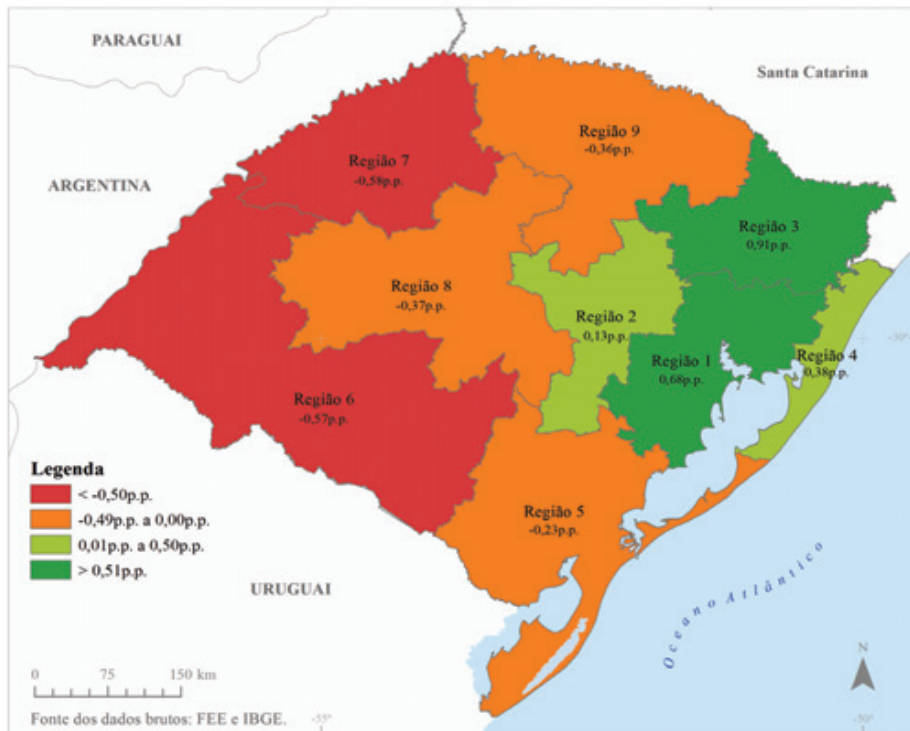 PARAGUAI
Santa Catarina
ARGENTINA
Região 9
-0,36p.p.
Região 7
-0,58p.p.
Região 3
0,91p.p.
Região 8
-0,37p.p.
Região 2
0,13p.p.
-30°
Região 1
0,68p.p.
Região 4
0,38p.p.
Região 6
-0,57p.p.
Legenda
< -0,50p.p.
-0,49p.p. a 0,00p.p.
0,01p.p. a 0,50p.p.
> 0,51p.p.
Região 5
-0,23p.p.
URUGUAI
Oceano Atlântico
N
0 75 150 km
Fonte dos dados brutos: FEE e IBGE.
-55°
-50°